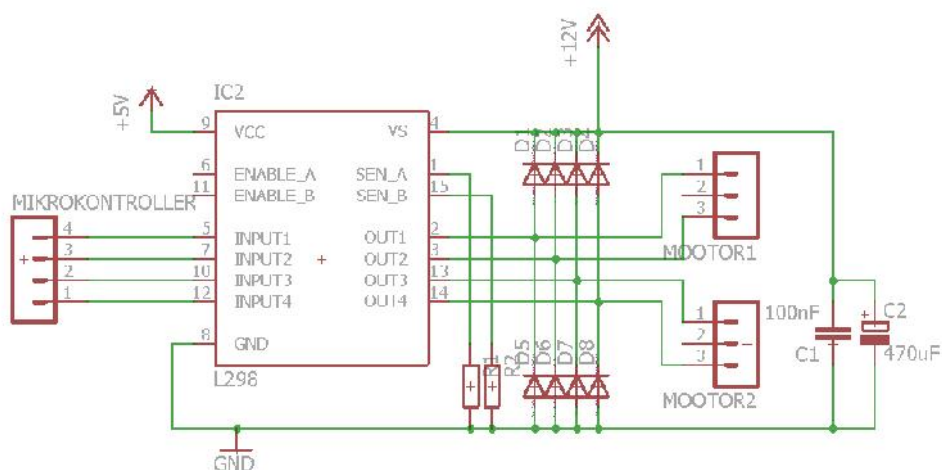 +12V
IC2
+5V
9 VCC VS 4
6 ENABLE_A SEN_A 1
11 ENABLE_B SEN_B 15
MIKROKONTROLLER
4 5 INPUT1 OUT1 2
3 7 INPUT2 OUT2 3
2 10 INPUT3 OUT3 13
1 12 INPUT4 OUT4 14
8 GND
L298
GND
R1
R2
D1 D2 D3 D4
D5 D6 D7 D8
1
2
3
MOOTOR1
1
2
3
MOOTOR2
100nF
C1
C2
470uF